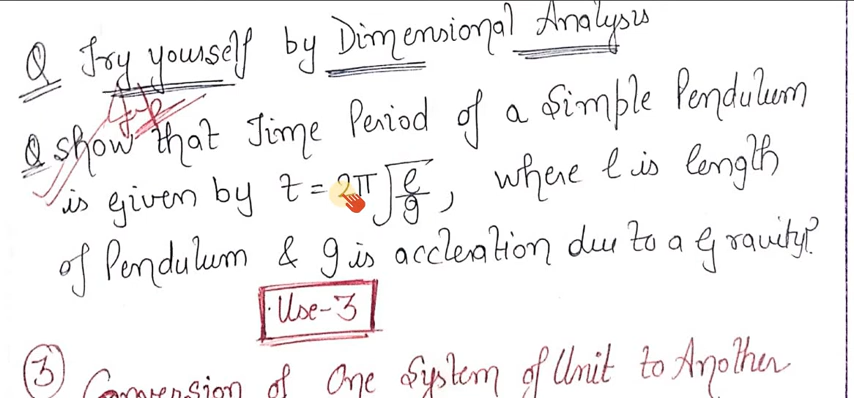 Q Try yourself by Dimensional Analysis
Q show that Time Period of a Simple Pendulum
is given by t = 2π√(l/g), where l is length
of Pendulum & g is accleration due to a Gravity?
Use-3
③ Conversion of One System of Unit to Another